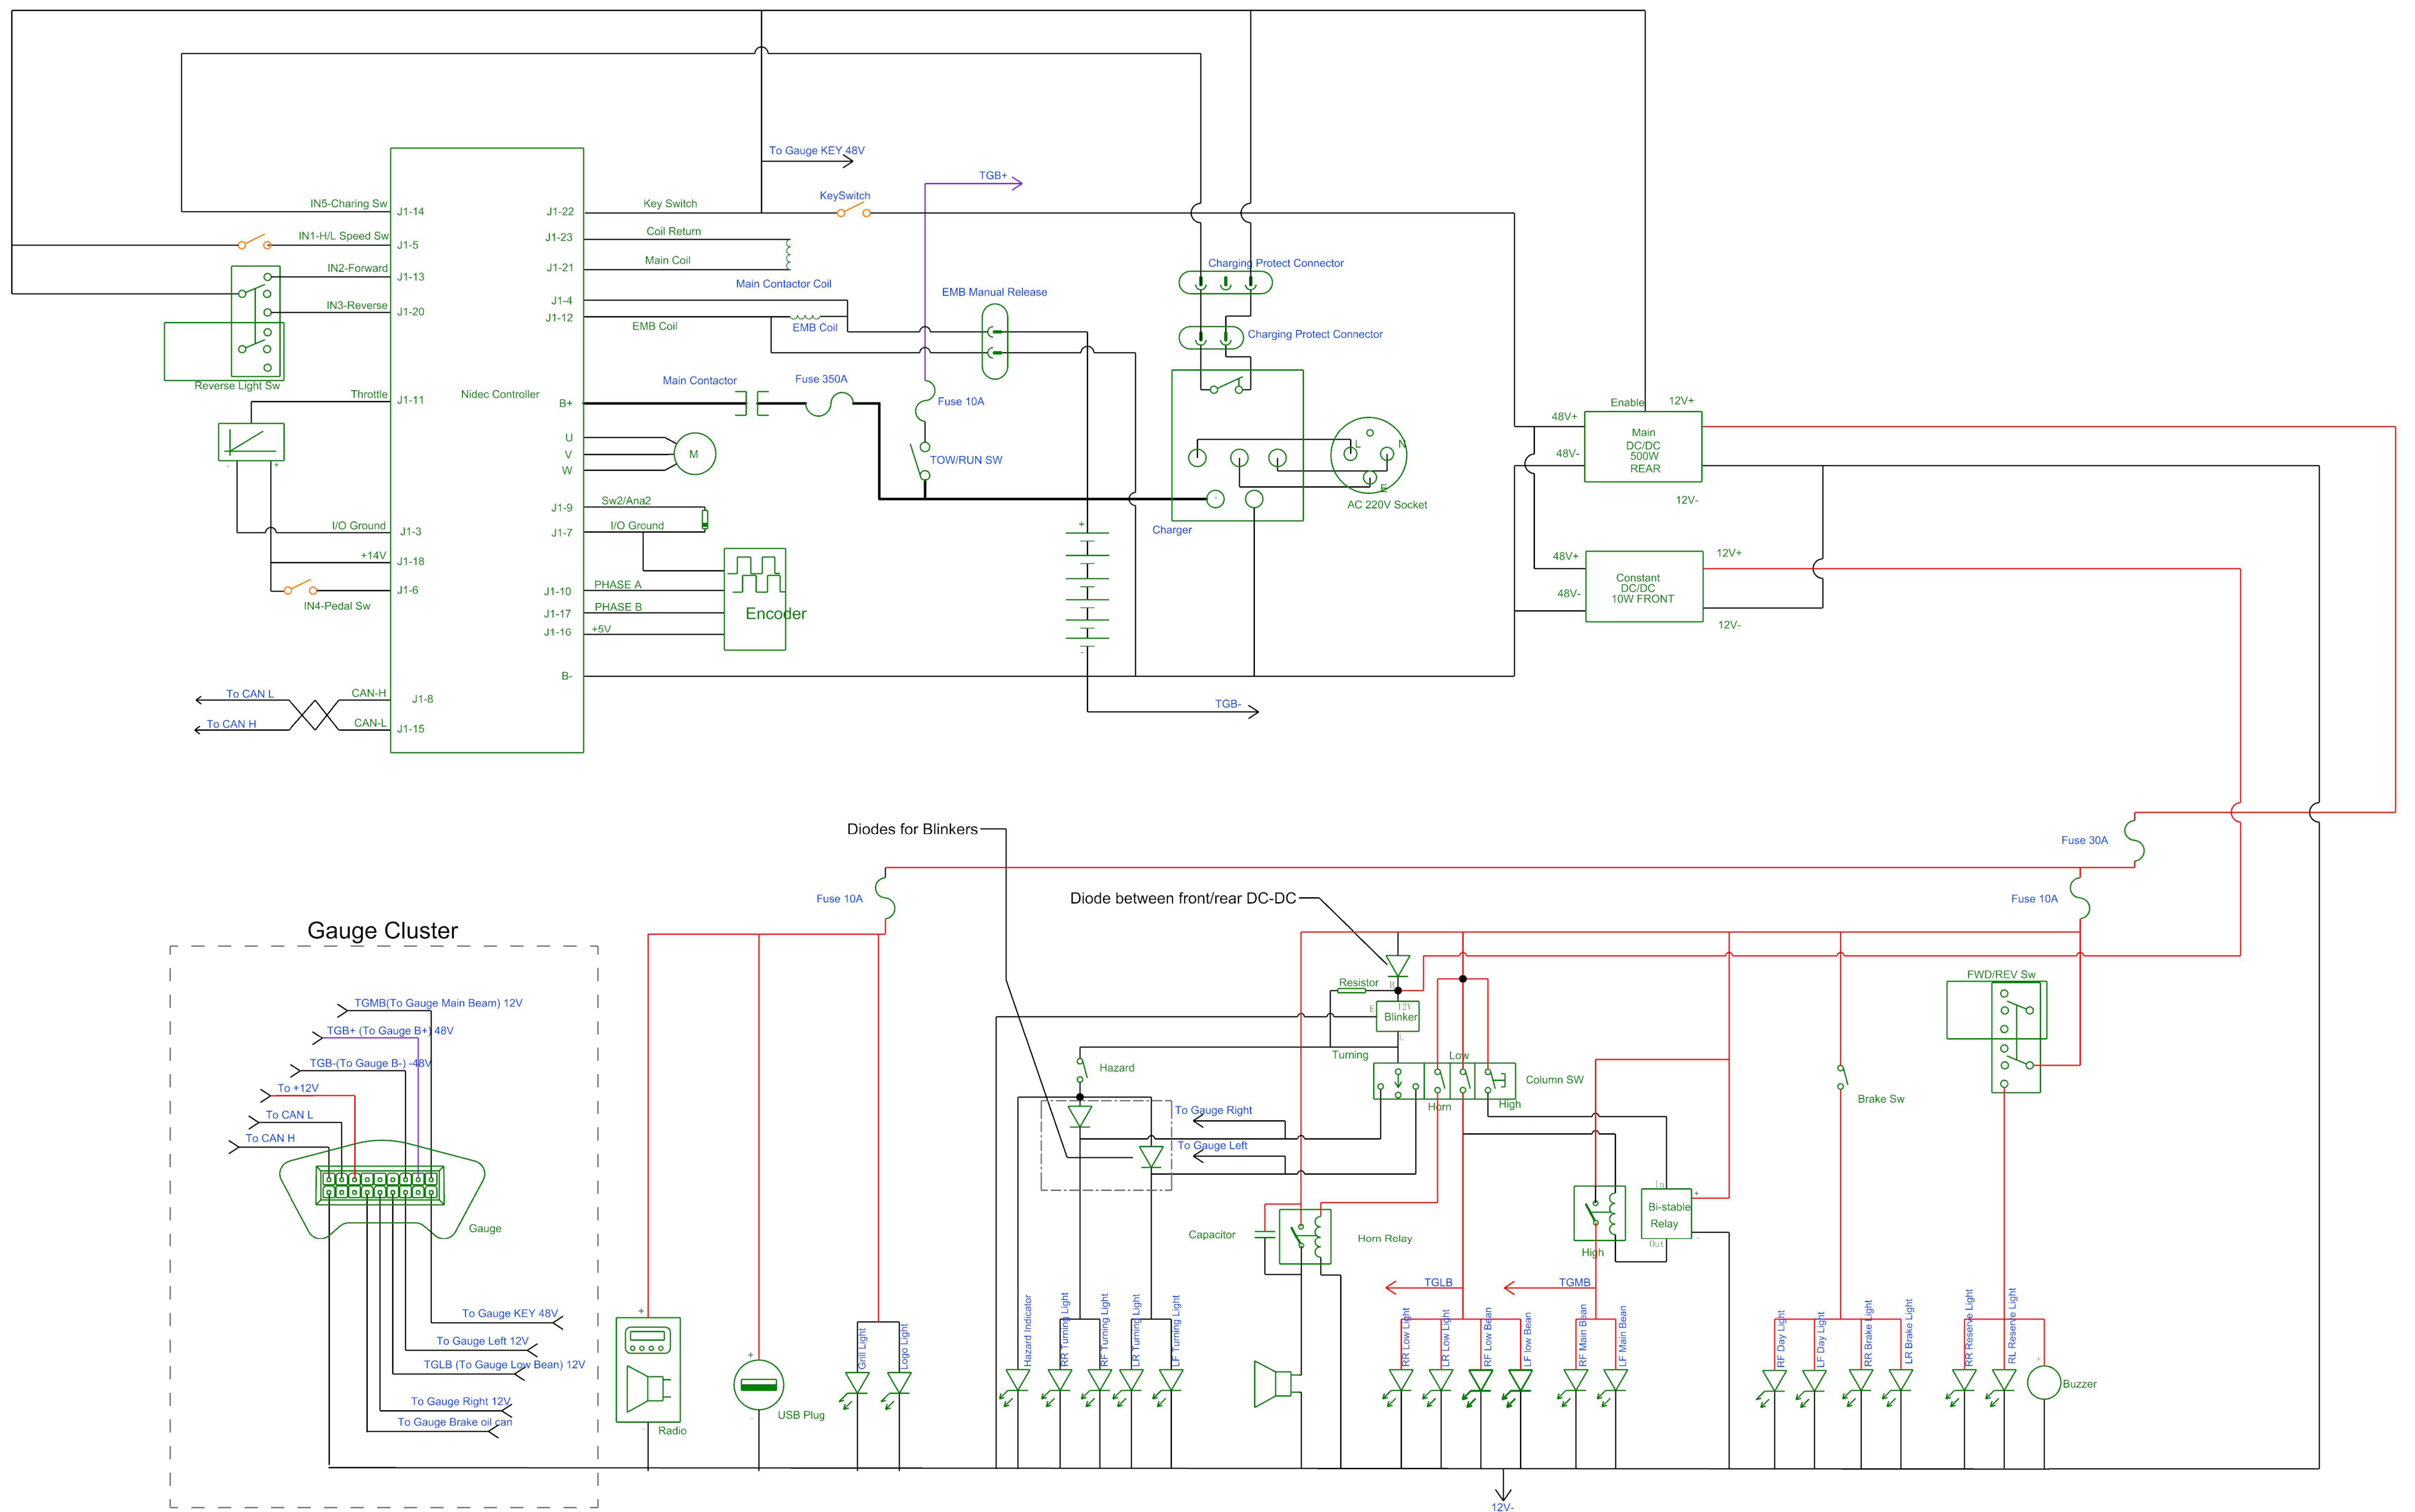 To Gauge KEY 48V
TGB+
KeySwitch
IN5-Charing Sw
J1-14
J1-22
Key Switch
IN1-H/L Speed Sw
J1-5
J1-23
Coil Return
IN2-Forward
J1-13
J1-21
Main Coil
Charging Protect Connector
Main Contactor Coil
EMB Manual Release
IN3-Reverse
J1-20
J1-4
J1-12
EMB Coil
EMB Coil
Charging Protect Connector
Reverse Light Sw
Main Contactor
Fuse 350A
Throttle
J1-11
Nidec Controller
B+
Fuse 10A
Enable
12V+
48V+
Main
DC/DC
500W
REAR
48V-
12V-
U
V
W
M
TOW/RUN SW
L
N
E
AC 220V Socket
Charger
-
+
Sw2/Ana2
J1-9
I/O Ground
J1-3
I/O Ground
J1-7
+14V
J1-18
J1-6
IN4-Pedal Sw
J1-10
PHASE A
J1-17
PHASE B
J1-16
+5V
Encoder
+
-
+
48V+
12V+
Constant
DC/DC
10W FRONT
48V-
12V-
B-
To CAN L
CAN-H
J1-8
To CAN H
CAN-L
J1-15
TGB-
Diodes for Blinkers
Fuse 30A
Fuse 10A
Diode between front/rear DC-DC
Fuse 10A
Gauge Cluster
TGMB(To Gauge Main Beam) 12V
TGB+ (To Gauge B+) 48V
TGB-(To Gauge B-) -48V
To +12V
To CAN L
To CAN H
Gauge
To Gauge KEY 48V
To Gauge Left 12V
TGLB (To Gauge Low Bean) 12V
To Gauge Right 12V
To Gauge Brake oil can
Resistor
B
12V
E
Blinker
L
FWD/REV Sw
Turning
Low
Hazard
Column SW
Horn
High
Brake Sw
To Gauge Right
To Gauge Left
Capacitor
Horn Relay
In
+
Bi-stable
Relay
Out
-
High
TGLB
TGMB
+
Radio
-
+
USB Plug
-
Grill Light
Logo Light
Hazard Indicator
RR Turning Light
RF Turning Light
LR Turning Light
LF Turning Light
RR Low Light
LR Low Light
RF Low Bean
LF low Bean
RF Main Bean
LF Main Bean
RF Day Light
LF Day Light
RR Brake Light
LR Brake Light
RR Reserve Light
RL Reserve Light
+
Buzzer
12V-